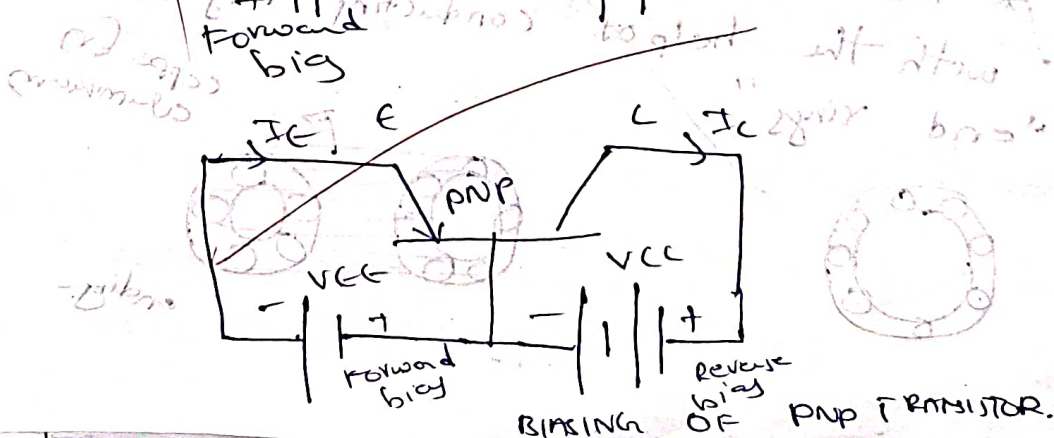 Forward
big
IE E
C IC
PNP
VEE
VCC
- +
- +
Forward
bias
Reverse
bias
BIASING OF PNP TRANSISTOR.